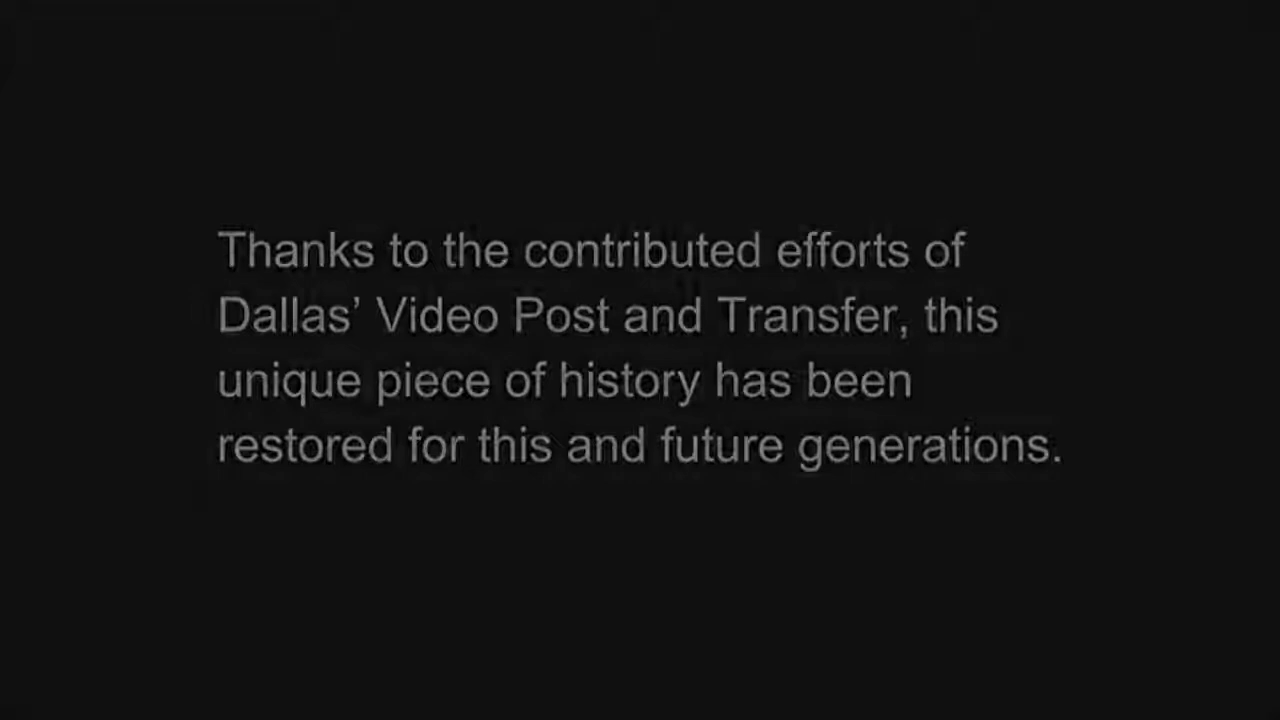 Thanks to the contributed efforts of
Dallas’ Video Post and Transfer, this
unique piece of history has been
restored for this and future generations.